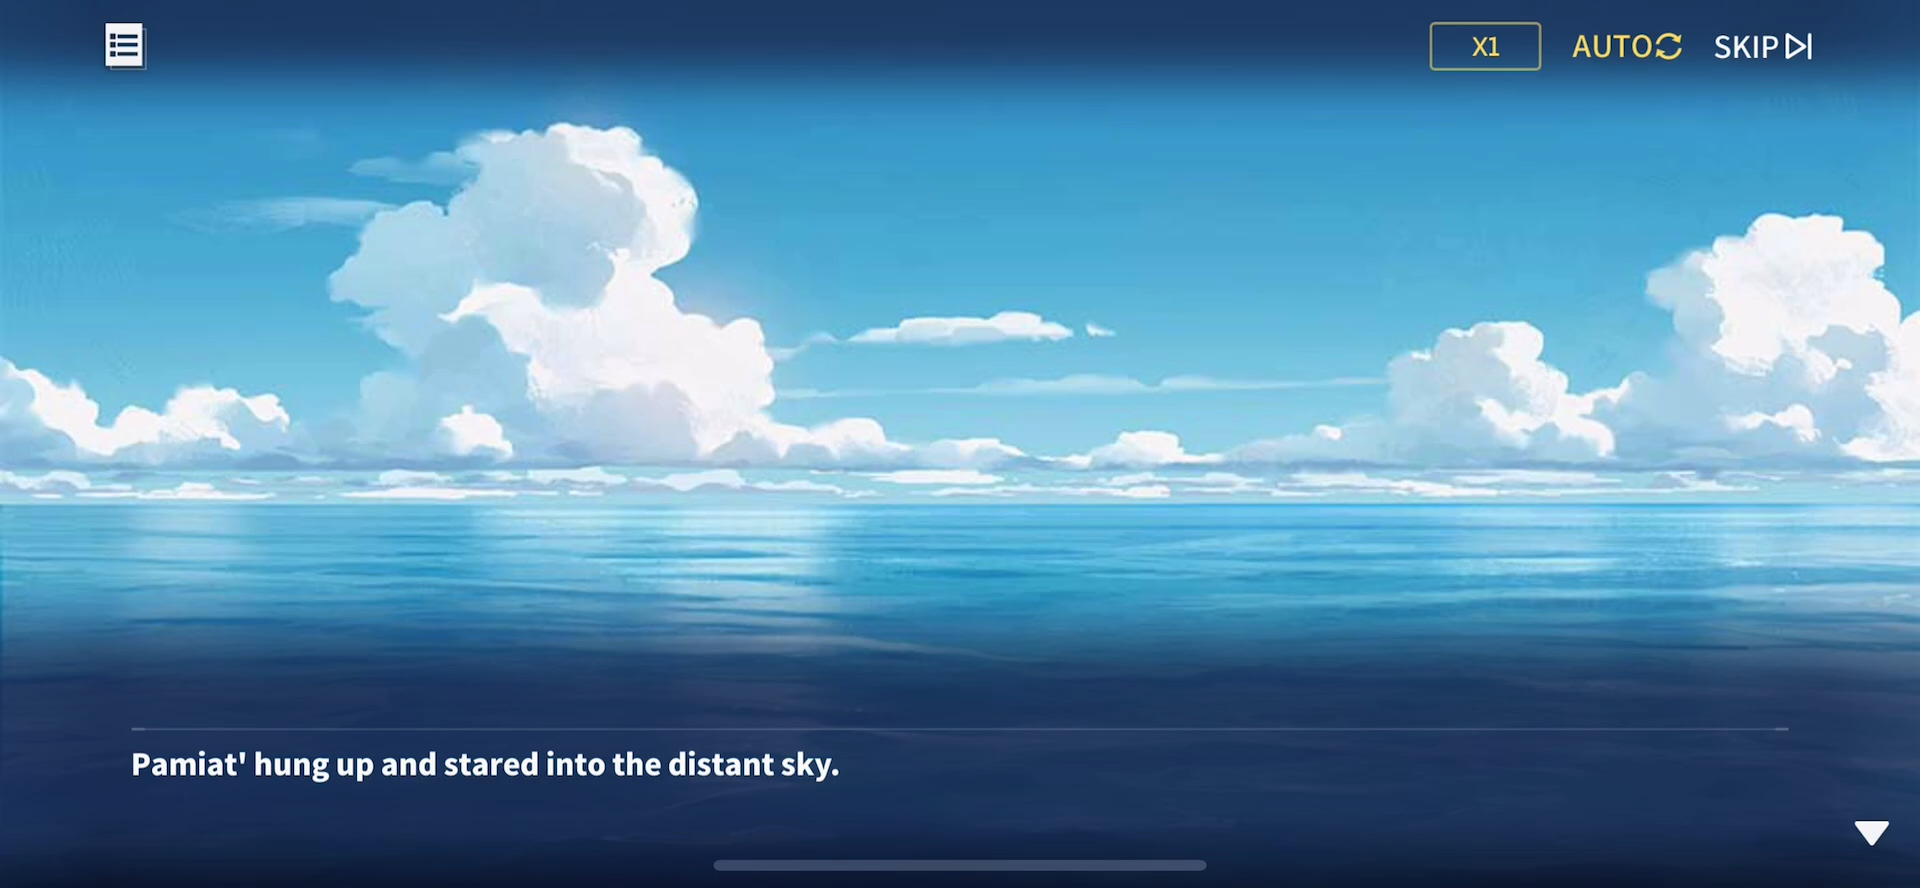 X1
AUTO
SKIP
Pamiat' hung up and stared into the distant sky.